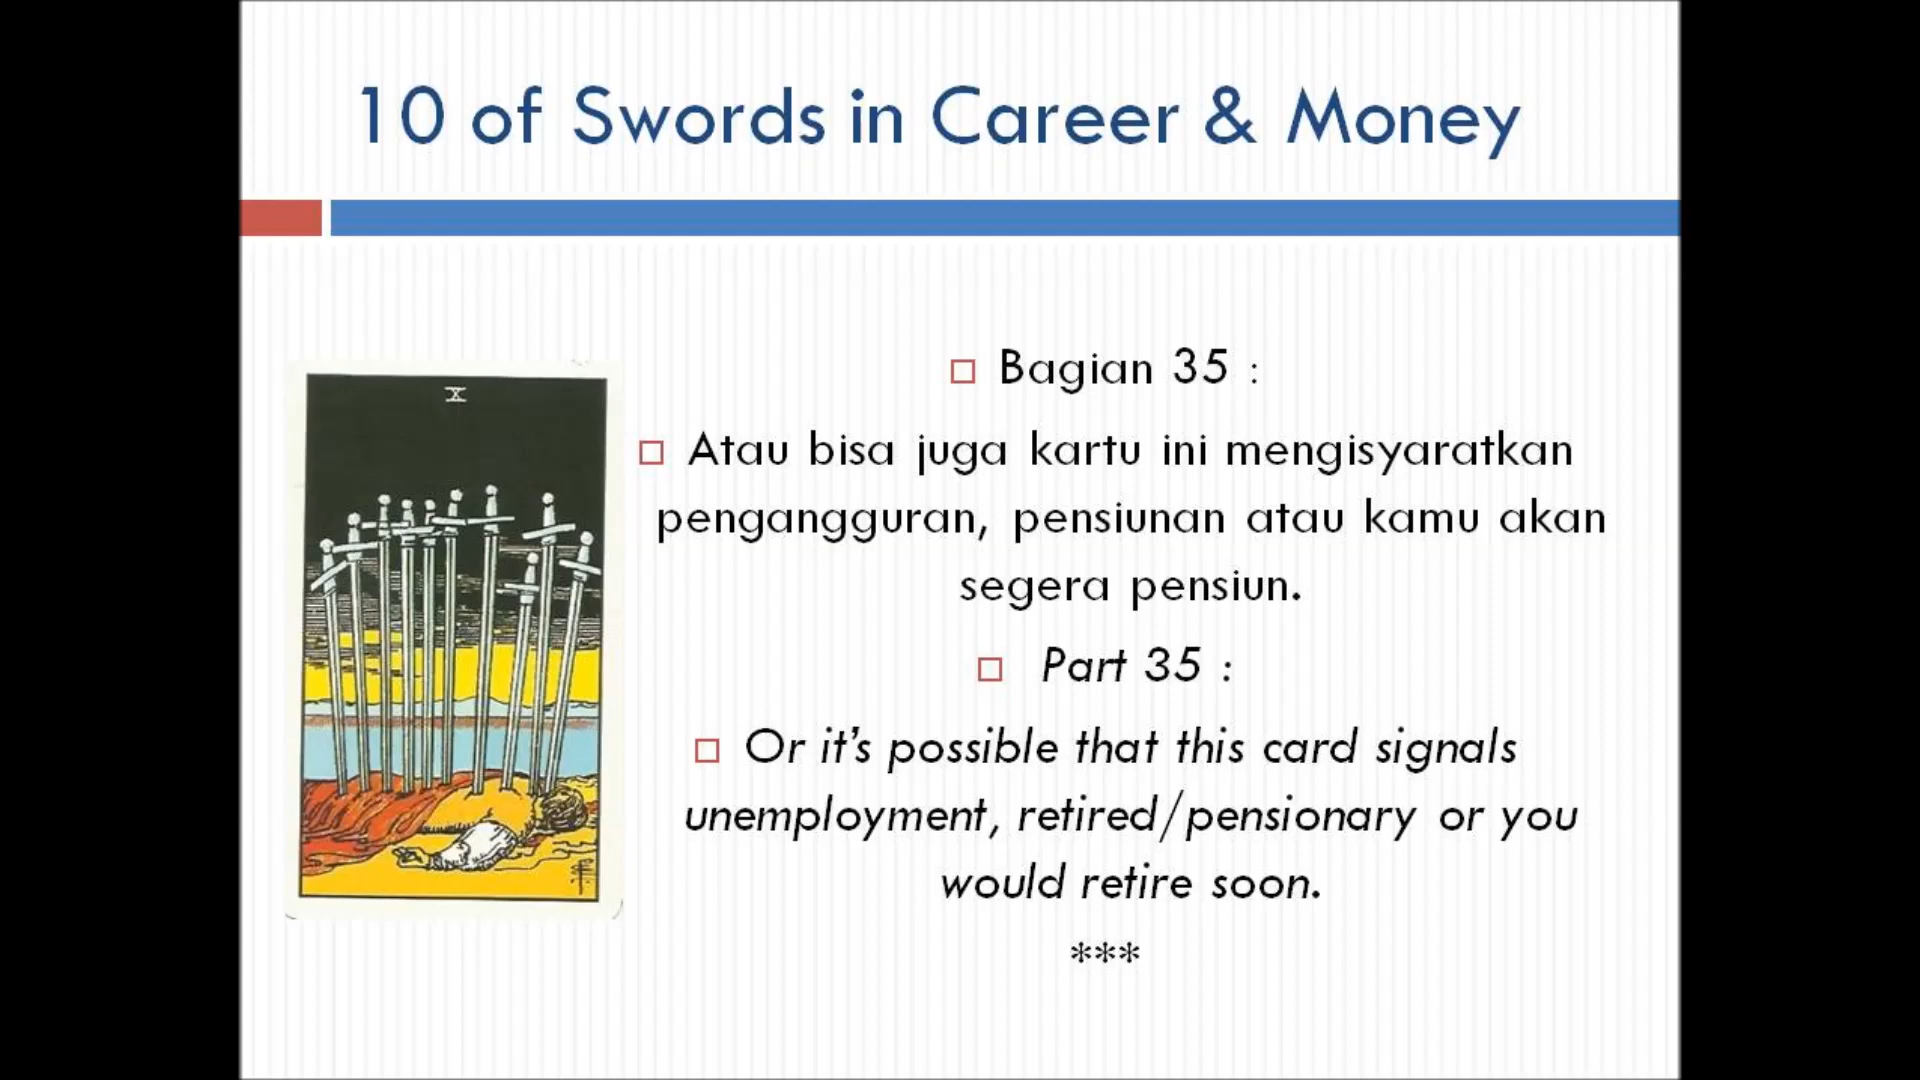 10 of Swords in Career & Money
X
Bagian 35 :
Atau bisa juga kartu ini mengisyaratkan
pengangguran, pensiunan atau kamu akan
segera pensiun.
Part 35 :
Or it’s possible that this card signals
unemployment, retired/pensionary or you
would retire soon.
***